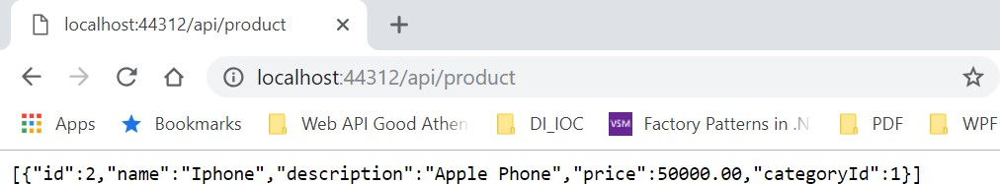 localhost:44312/api/product
localhost:44312/api/product
Apps Bookmarks Web API Good Athen DI_IOC VSM Factory Patterns in .N PDF WPF
[{"id":2,"name":"Iphone","description":"Apple Phone","price":50000.00,"categoryId":1}]